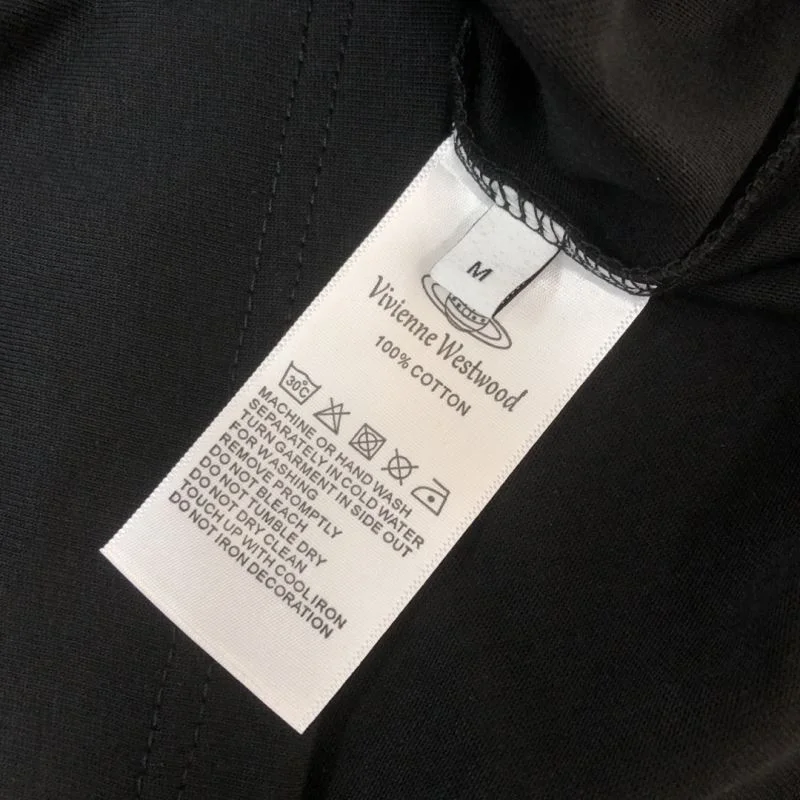 M
Vivienne Westwood
100% COTTON
30C
MACHINE OR HAND WASH
SEPARATELY IN COLD WATER
TURN GARMENT IN SIDE OUT
FOR WASHING
REMOVE PROMPTLY
DO NOT BLEACH
DO NOT TUMBLE DRY
DO NOT DRY CLEAN
TOUCH UP WITH COOL IRON
DO NOT IRON DECORATION